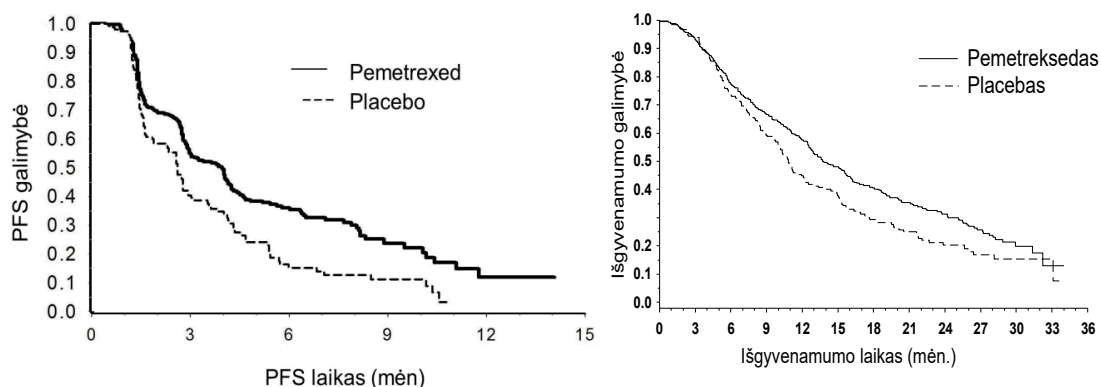 PFS galimybė
1.0
0.9
0.8
0.7
0.6
0.5
0.4
0.3
0.2
0.1
0.0
Pemetrexed
Placebo
0 3 6 9 12 15
PFS laikas (mėn)
Išgyvenamumo galimybė
1.0
0.9
0.8
0.7
0.6
0.5
0.4
0.2
0.1
0.0
Pemetreksedas
Placebas
0 3 6 9 12 15 18 21 24 27 30 33 36
Išgyvenamumo laikas (mėn.)